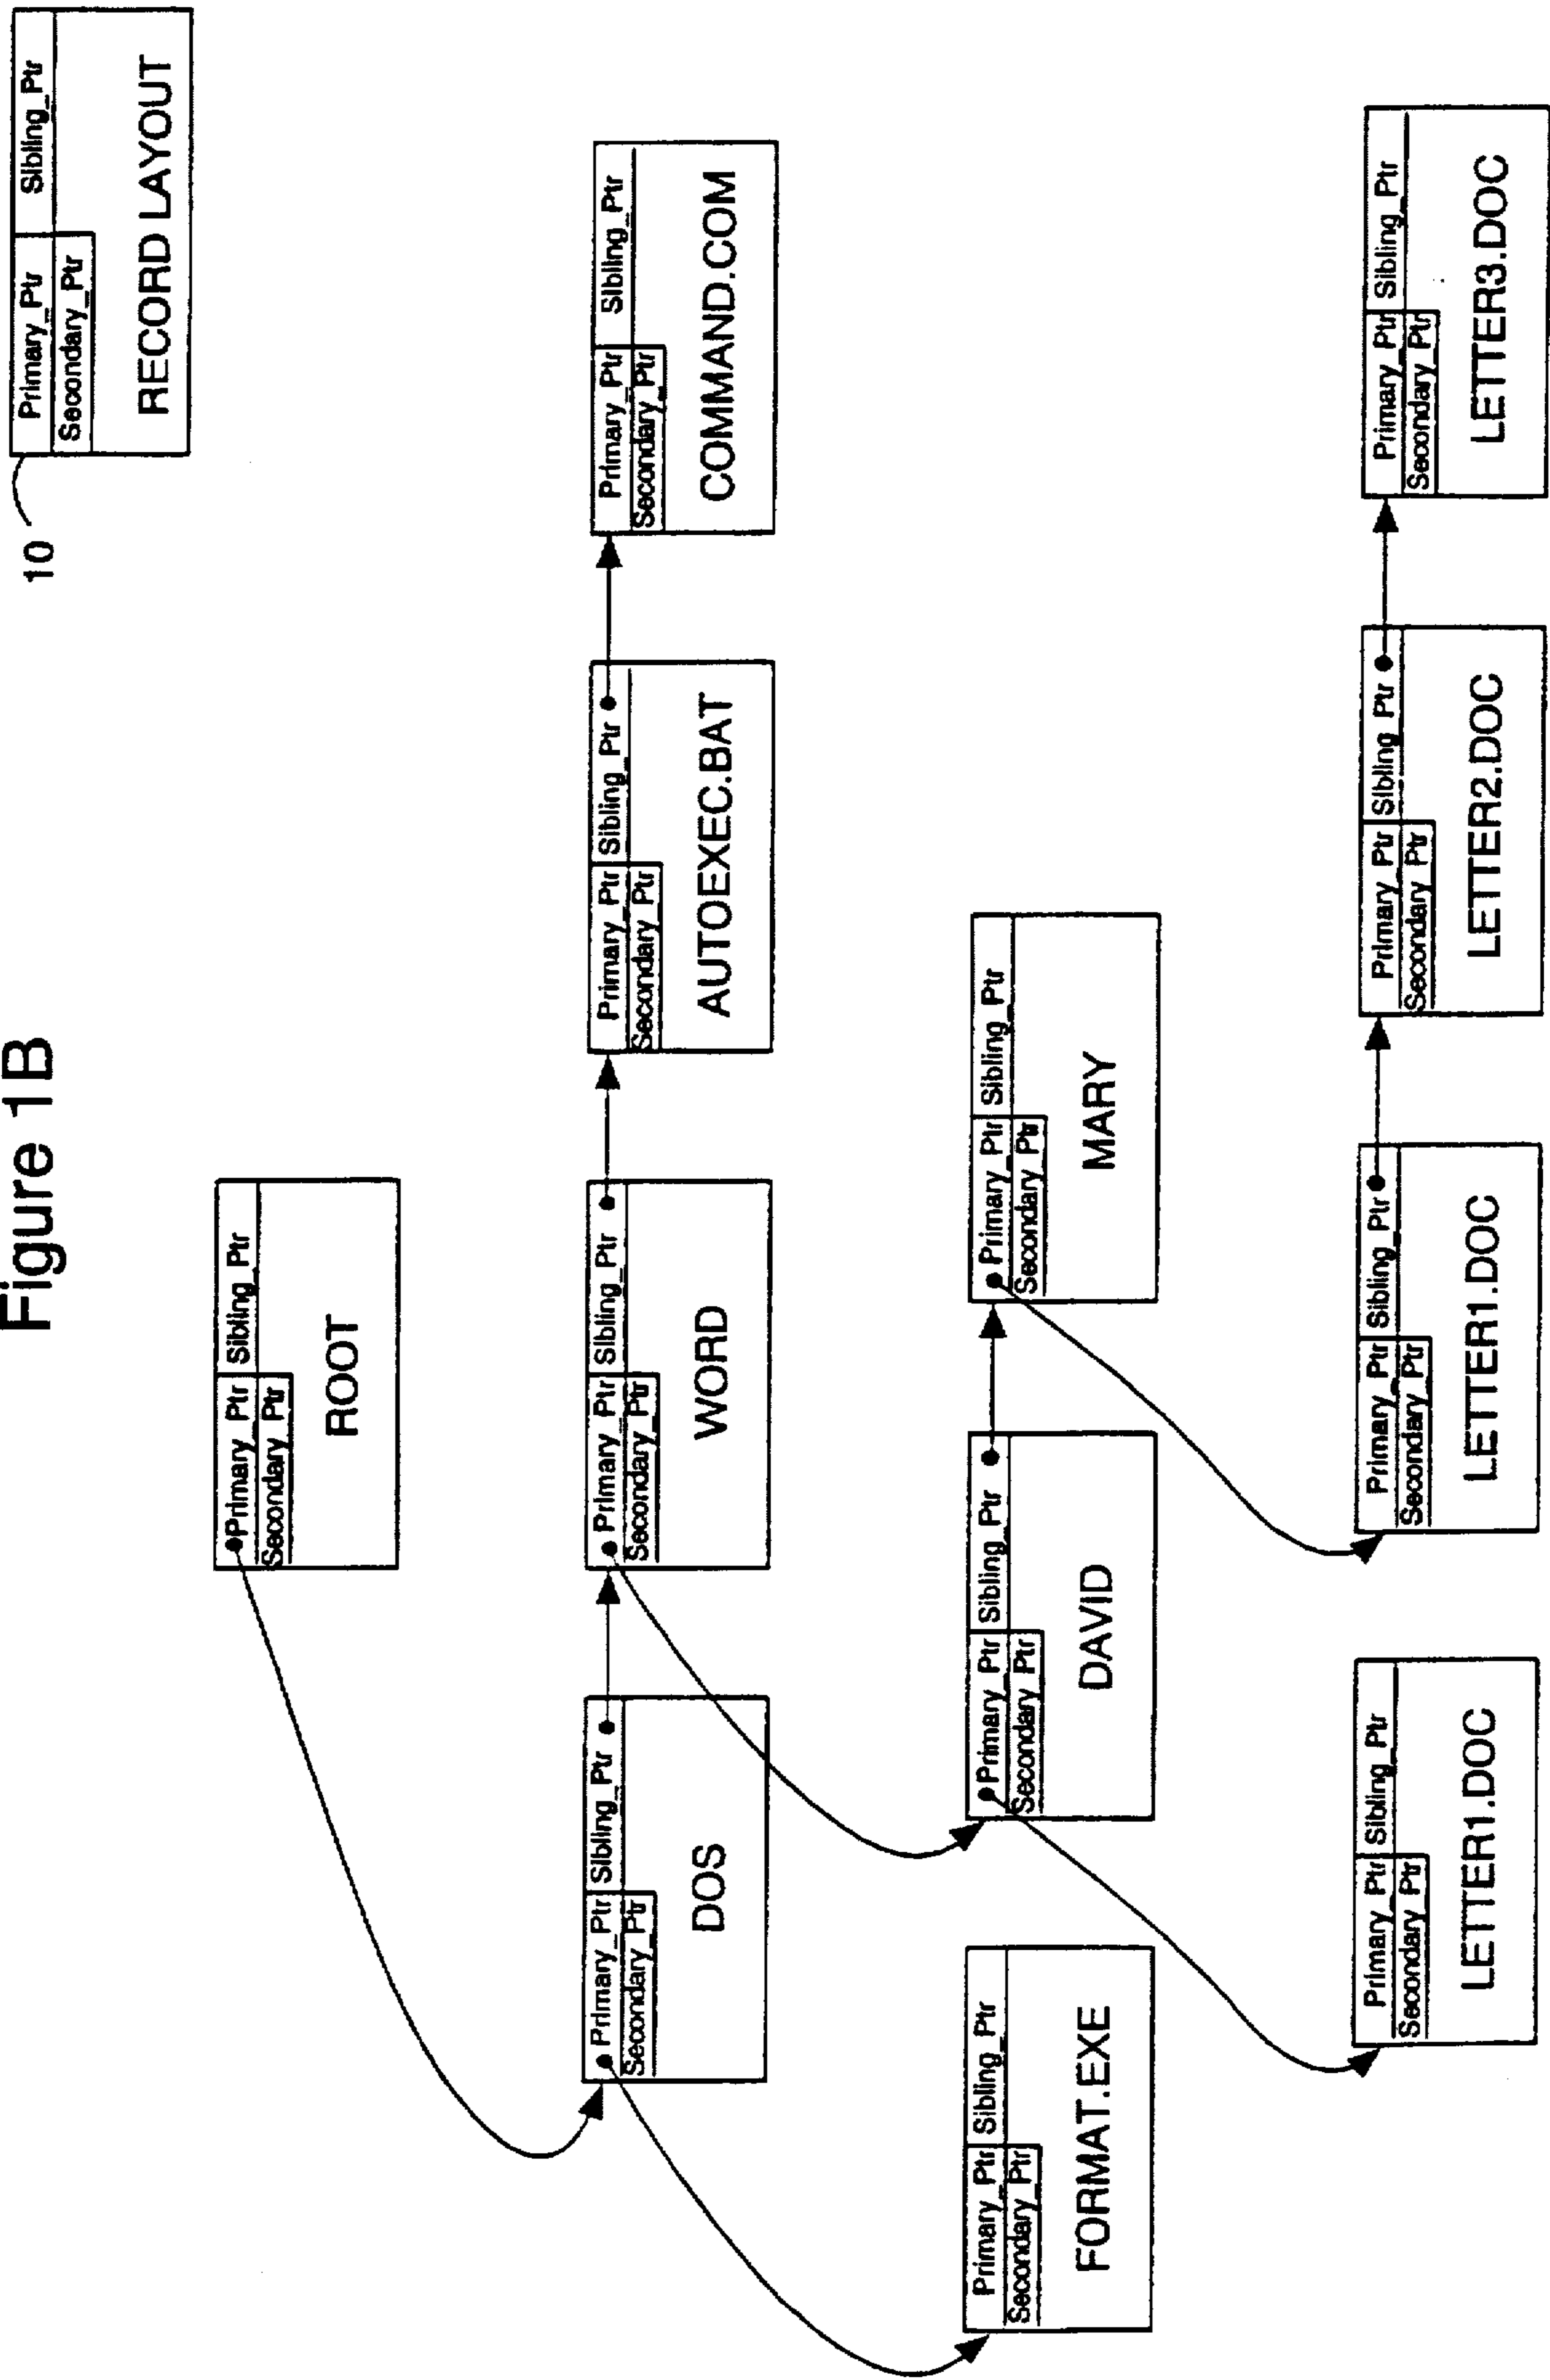 Figure 1B
10
Primary_Ptr Sibling_Ptr
Secondary_Ptr
RECORD LAYOUT
Primary_Ptr Sibling_Ptr
Secondary_Ptr
ROOT
Primary_Ptr Sibling_Ptr
Secondary_Ptr
DOS
Primary_Ptr Sibling_Ptr
Secondary_Ptr
WORD
Primary_Ptr Sibling_Ptr
Secondary_Ptr
AUTOEXEC.BAT
Primary_Ptr Sibling_Ptr
Secondary_Ptr
COMMAND.COM
Primary_Ptr Sibling_Ptr
Secondary_Ptr
FORMAT.EXE
Primary_Ptr Sibling_Ptr
Secondary_Ptr
DAVID
Primary_Ptr Sibling_Ptr
Secondary_Ptr
MARY
Primary_Ptr Sibling_Ptr
Secondary_Ptr
LETTER1.DOC
Primary_Ptr Sibling_Ptr
Secondary_Ptr
LETTER1.DOC
Primary_Ptr Sibling_Ptr
Secondary_Ptr
LETTER2.DOC
Primary_Ptr Sibling_Ptr
Secondary_Ptr
LETTER3.DOC